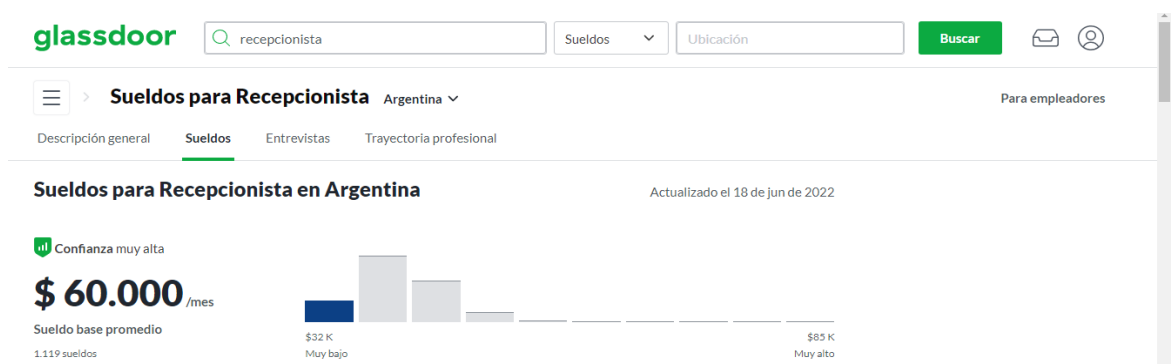 glassdoor recepcionista Sueldos Ubicación Buscar
Sueldos para Recepcionista Argentina Para empleadores
Descripción general Sueldos Entrevistas Trayectoria profesional
Sueldos para Recepcionista en Argentina Actualizado el 18 de jun de 2022
Confianza muy alta
$ 60.000 /mes
Sueldo base promedio
1.119 sueldos
$32 K $85 K
Muy bajo Muy alto